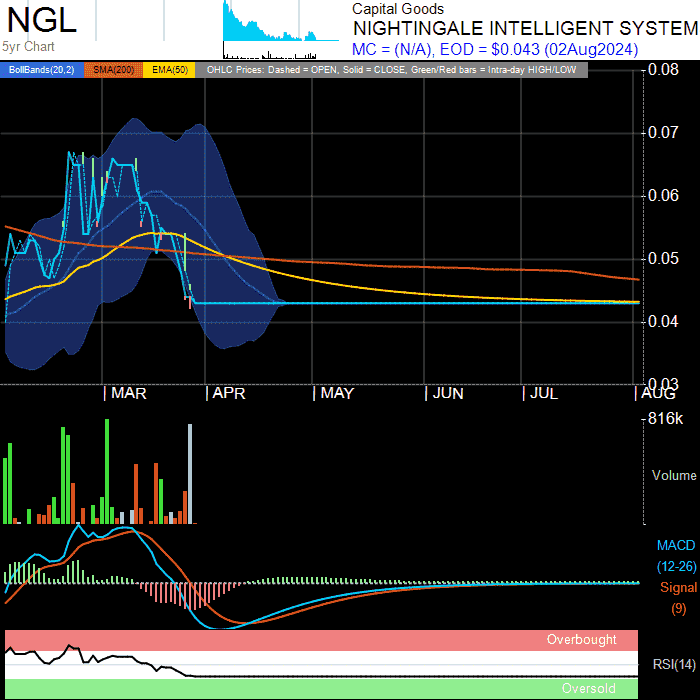 NGL
5yr Chart
Capital Goods
NIGHTINGALE INTELLIGENT SYSTEM
MC = (N/A), EOD = $0.043 (02Aug2024)
BollBands(20,2) SMA(200) EMA(50) OHLC Prices: Dashed = OPEN, Solid = CLOSE, Green/Red bars = Intra-day HIGH/LOW
0.08
0.07
0.06
0.05
0.04
0.03
MAR APR MAY JUN JUL AUG
816k
Volume
MACD
(12-26)
Signal
(9)
Overbought
RSI(14)
Oversold